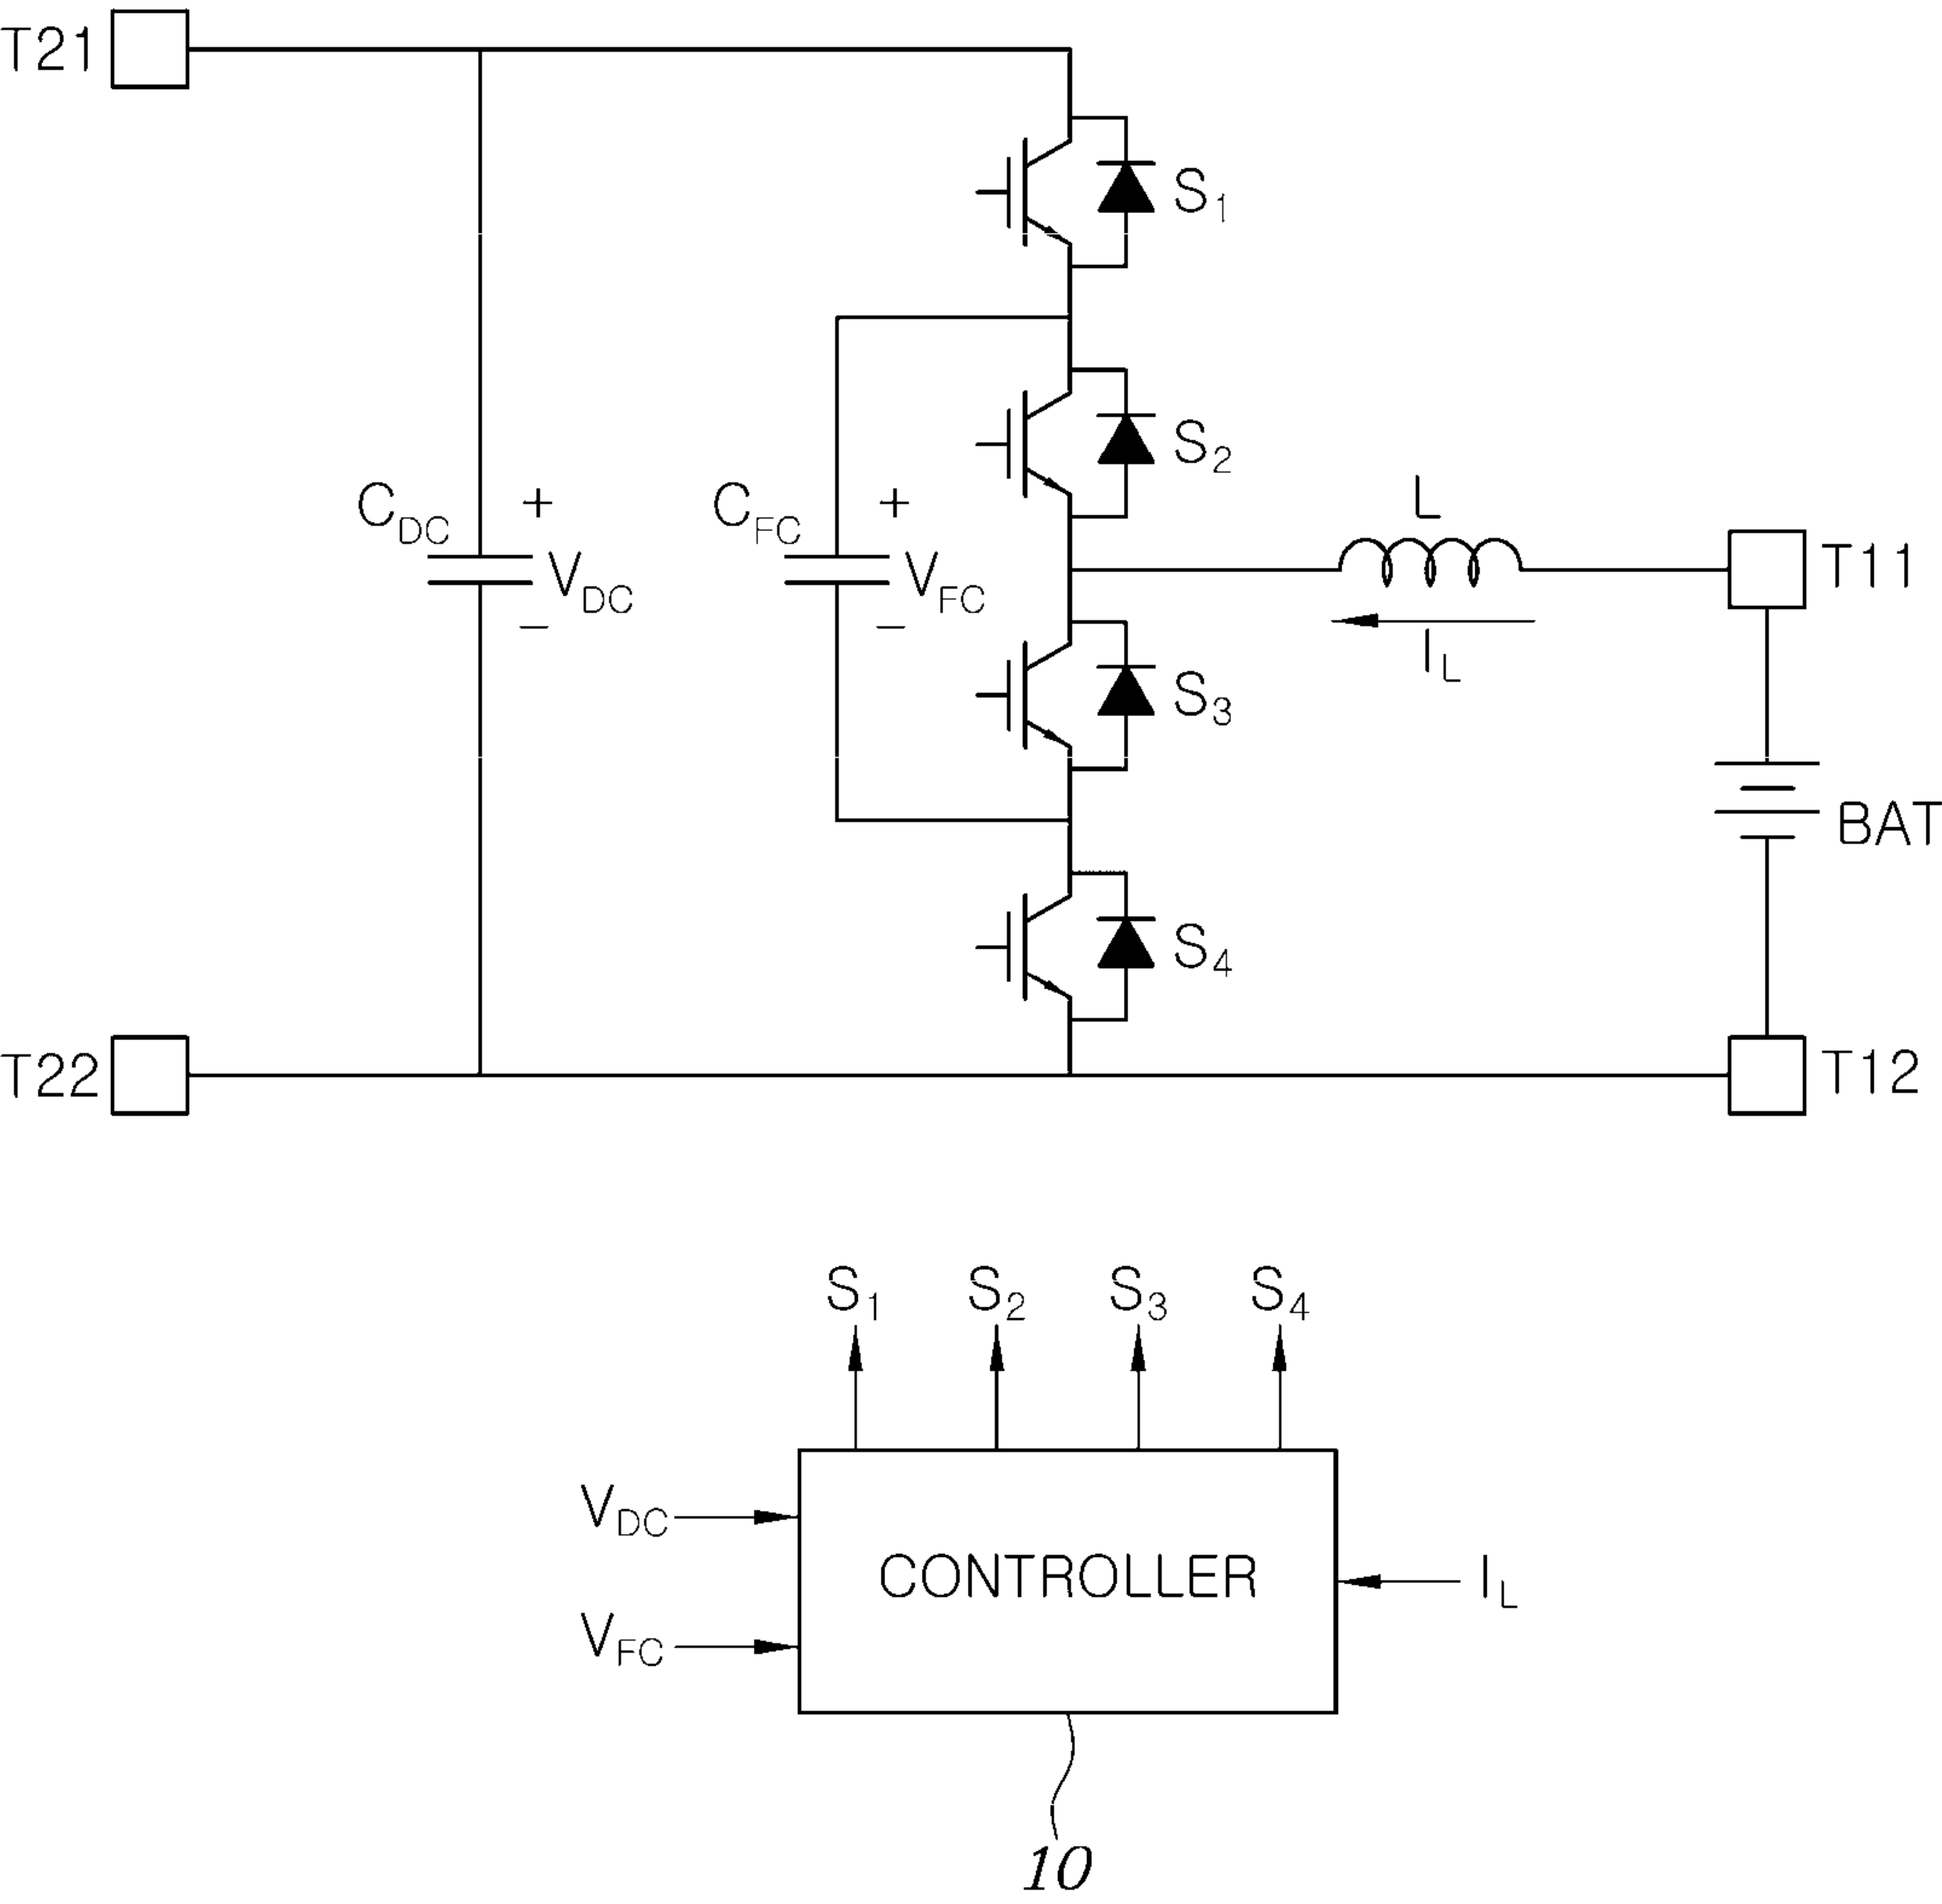 T21
S1
S2
CDC + VDC −
CFC + VFC −
L
T11
IL
S3
BAT
S4
T22
T12
S1 S2 S3 S4
VDC
CONTROLLER
IL
VFC
10